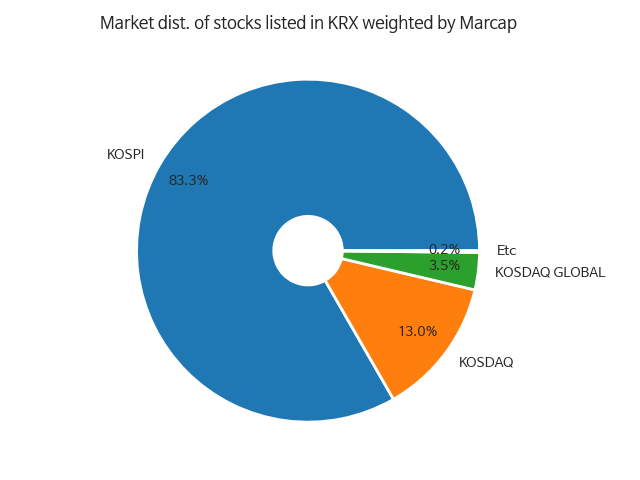 Market dist. of stocks listed in KRX weighted by Marcap
KOSPI
83.3%
0.2%
Etc
3.5%
KOSDAQ GLOBAL
13.0%
KOSDAQ